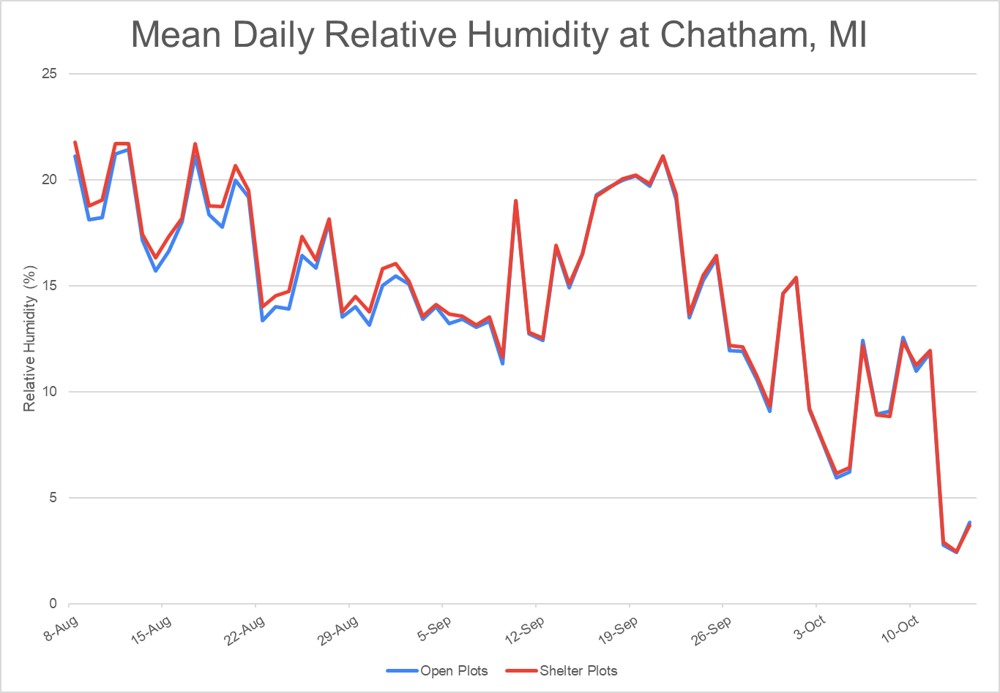 Mean Daily Relative Humidity at Chatham, MI
25
20
15
10
5
0
Relative Humidity (%)
8-Aug
15-Aug
22-Aug
29-Aug
5-Sep
12-Sep
19-Sep
26-Sep
3-Oct
10-Oct
Open Plots
Shelter Plots